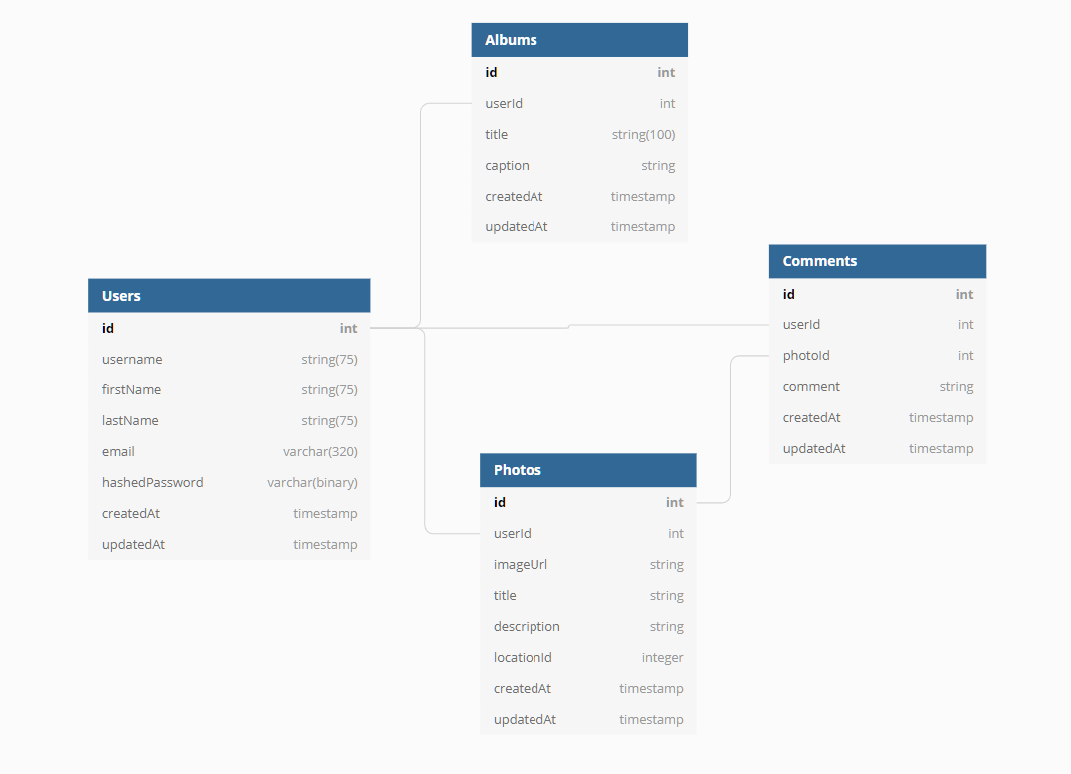 Albums
id int
userId int
title string(100)
caption string
createdAt timestamp
updatedAt timestamp
Comments
id int
userId int
photoId int
comment string
createdAt timestamp
updatedAt timestamp
Users
id int
username string(75)
firstName string(75)
lastName string(75)
email varchar(320)
hashedPassword varchar(binary)
createdAt timestamp
updatedAt timestamp
Photos
id int
userId int
imageUrl string
title string
description string
locationId integer
createdAt timestamp
updatedAt timestamp